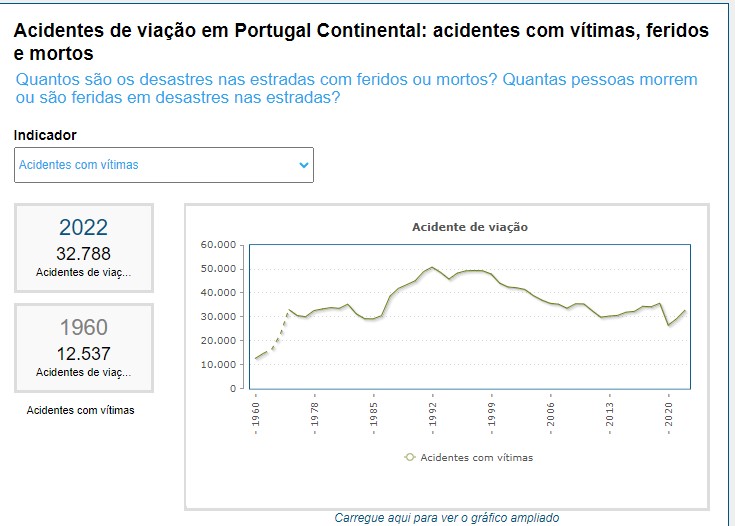 Acidentes de viação em Portugal Continental: acidentes com vítimas, feridos
e mortos
Quantos são os desastres nas estradas com feridos ou mortos? Quantas pessoas morrem
ou são feridas em desastres nas estradas?
Indicador
Acidentes com vítimas
2022
32.788
Acidentes de viaç...
1960
12.537
Acidentes de viaç...
Acidentes com vítimas
Acidente de viação
60.000
50.000
40.000
30.000
20.000
10.000
0
1960
1978
1985
1992
1999
2006
2013
2020
Acidentes com vítimas
Carregue aqui para ver o gráfico ampliado